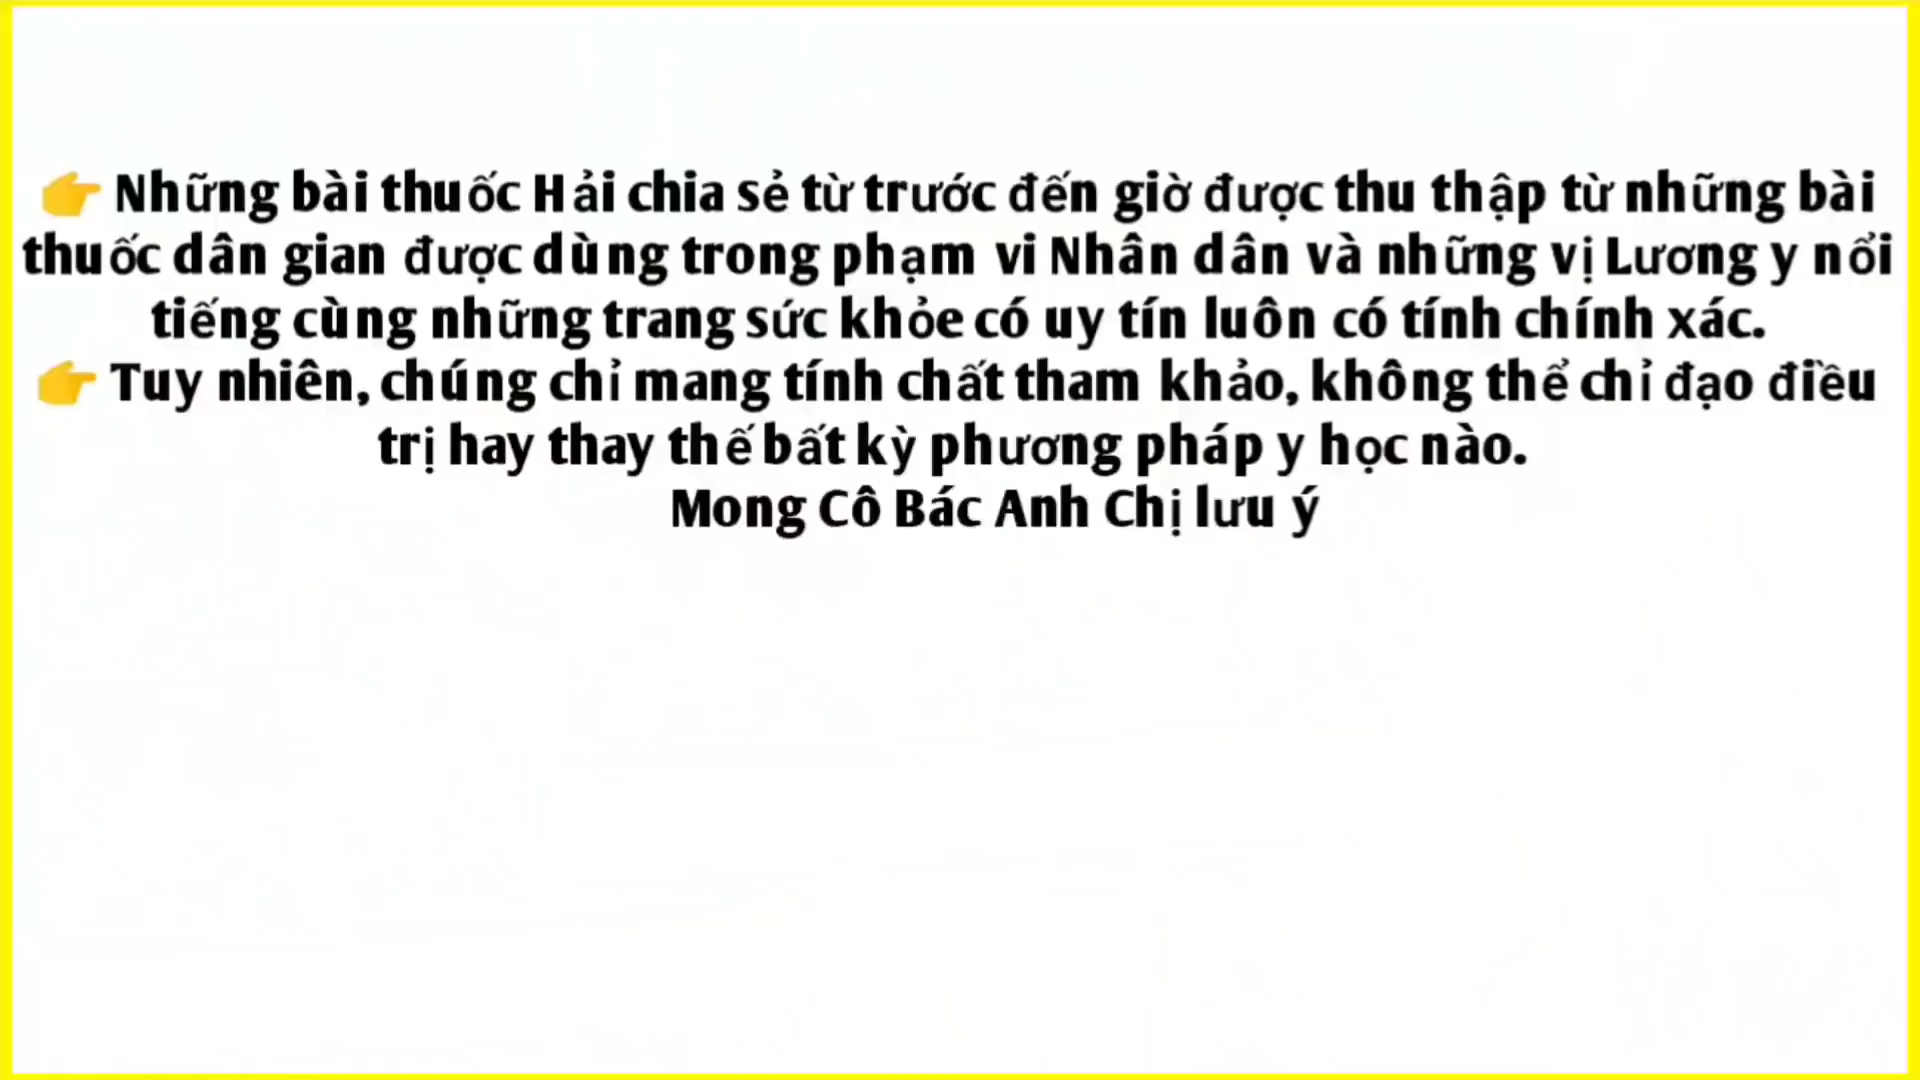 👉 Những bài thuốc Hải chia sẻ từ trước đến giờ được thu thập từ những bài
thuốc dân gian được dùng trong phạm vi Nhân dân và những vị Lương y nổi
tiếng cùng những trang sức khỏe có uy tín luôn có tính chính xác.
👉 Tuy nhiên, chúng chỉ mang tính chất tham khảo, không thể chỉ đạo điều
trị hay thay thế bất kỳ phương pháp y học nào.
Mong Cô Bác Anh Chị lưu ý